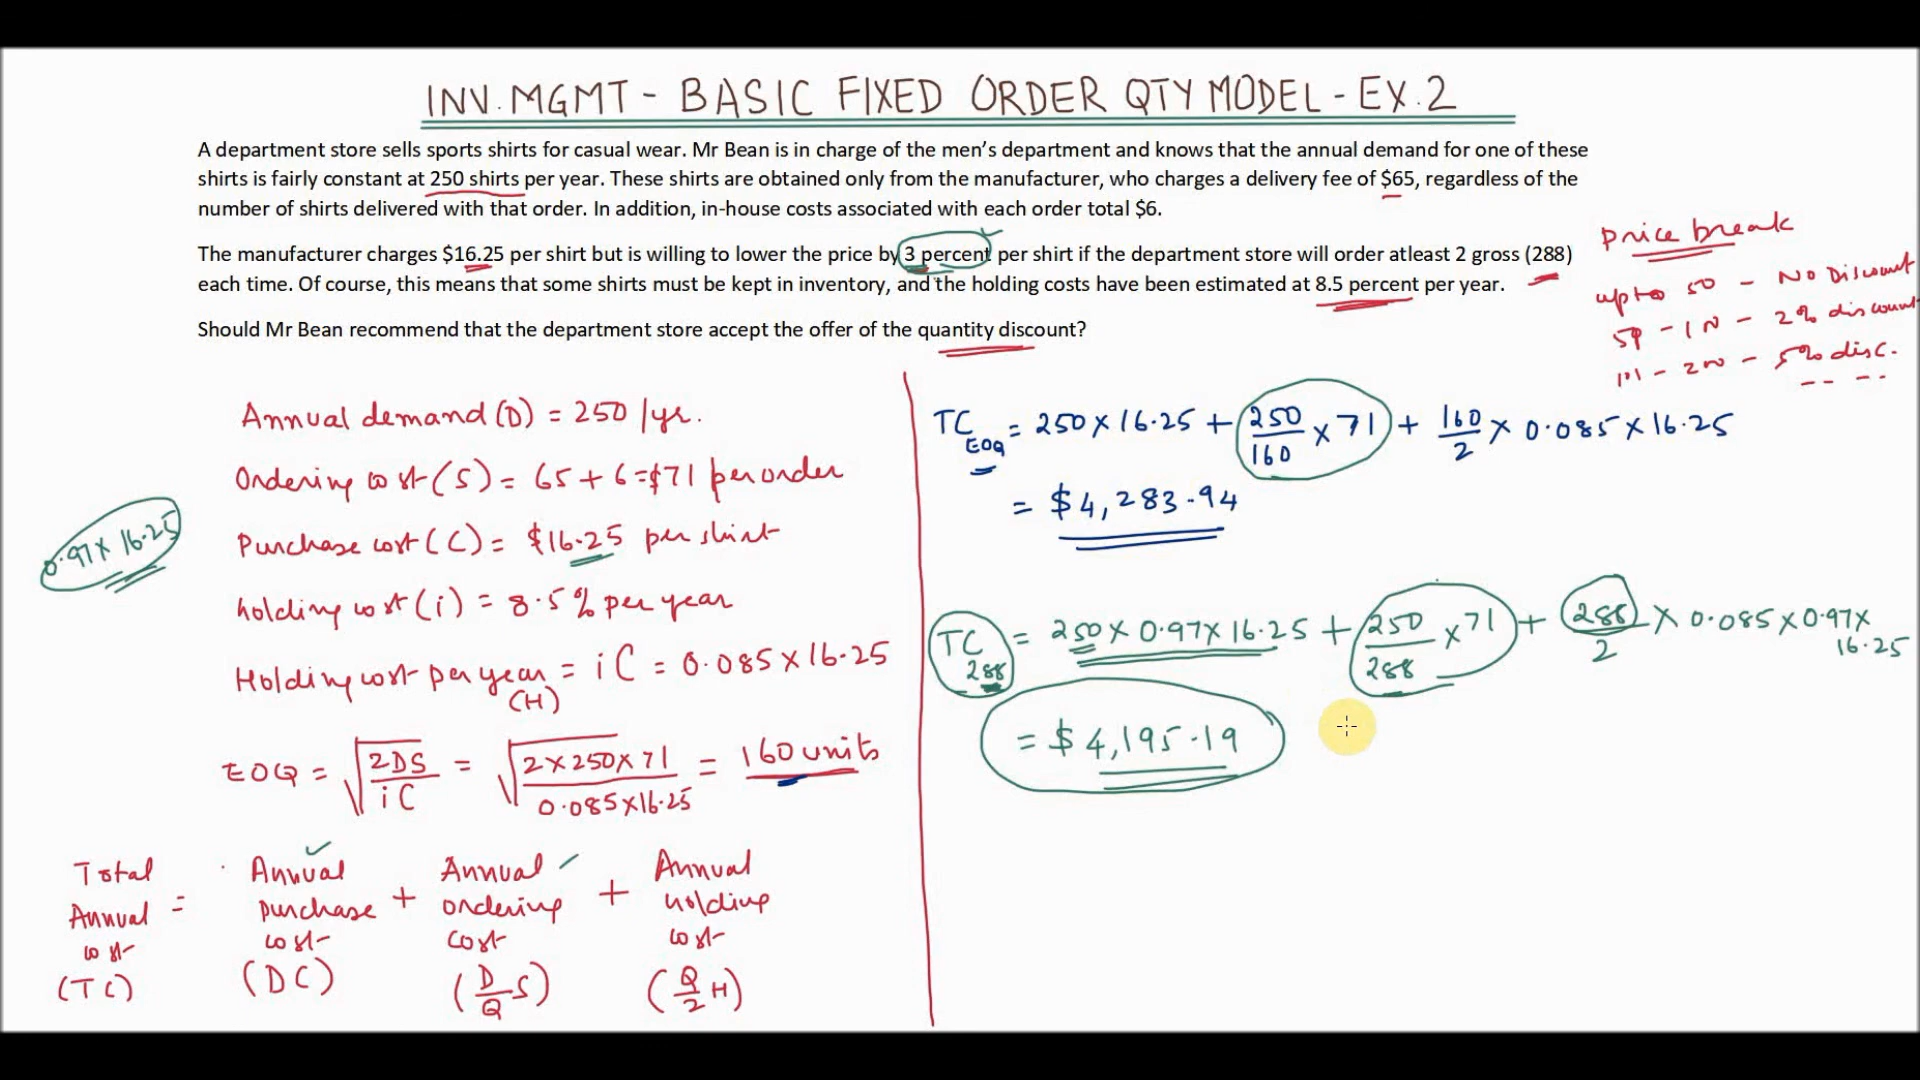 INV. MGMT - BASIC FIXED ORDER QTY MODEL - EX. 2
A department store sells sports shirts for casual wear. Mr Bean is in charge of the men's department and knows that the annual demand for one of these
shirts is fairly constant at 250 shirts per year. These shirts are obtained only from the manufacturer, who charges a delivery fee of $65, regardless of the
number of shirts delivered with that order. In addition, in-house costs associated with each order total $6.
The manufacturer charges $16.25 per shirt but is willing to lower the price by 3 percent per shirt if the department store will order atleast 2 gross (288)
each time. Of course, this means that some shirts must be kept in inventory, and the holding costs have been estimated at 8.5 percent per year.
Should Mr Bean recommend that the department store accept the offer of the quantity discount?
Price break
upto 50 - No Discount
- 2% discount
- 5% disc.
-- --
Annual demand (D) = 250 /yr.
Ordering cost (S) = 65 + 6 = $71 per order
0.97 x 16.25
Purchase cost (C) = $16.25 per shirt
holding cost (i) = 8.5% per year
Holding cost per year = iC = 0.085 x 16.25
(H)
EOQ = √(2DS / iC) = √(2 x 250 x 71 / 0.085 x 16.25) = 160 units
Total Annual cost = Annual purchase cost + Annual ordering cost + Annual holding cost
(TC) (DC) (D/Q S) (Q/2 H)
TC EOQ = 250 x 16.25 + 250/160 x 71 + 160/2 x 0.085 x 16.25
= $4,283.94
TC 288 = 250 x 0.97 x 16.25 + 250/288 x 71 + 288/2 x 0.085 x 0.97 x
16.25
= $4,195.19